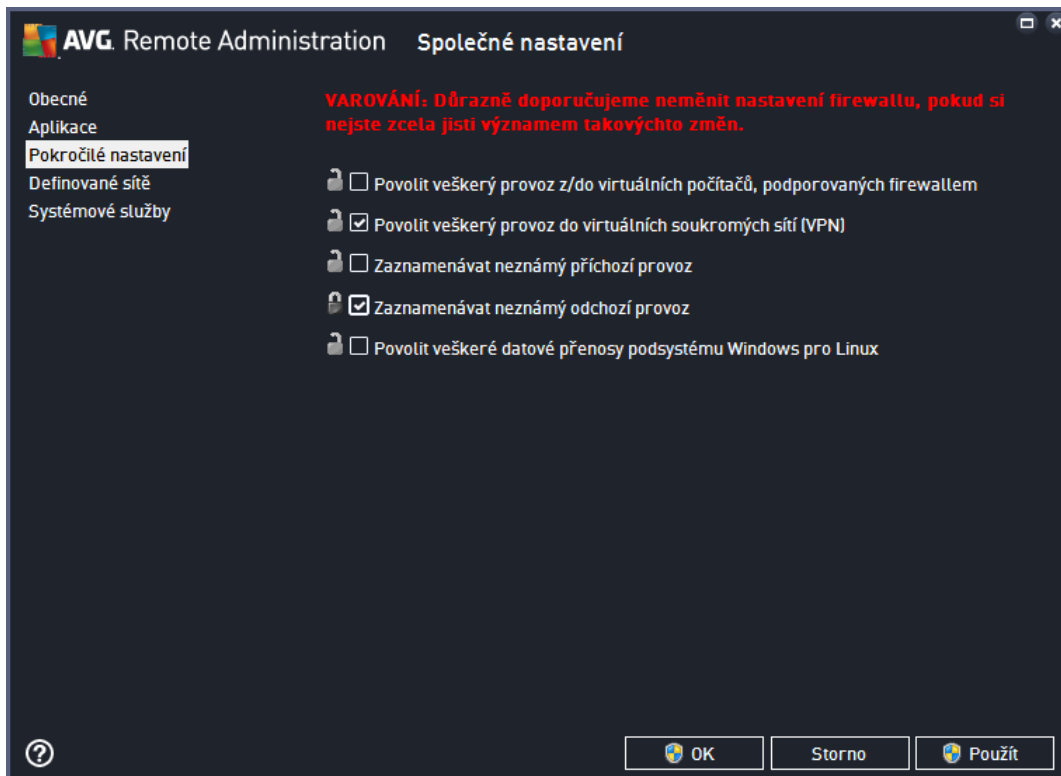 AVG. Remote Administration Společné nastavení
Obecné
Aplikace
Pokročilé nastavení
Definované sítě
Systémové služby
VAROVÁNÍ: Důrazně doporučujeme neměnit nastavení firewallu, pokud si
nejste zcela jisti významem takovýchto změn.
Povolit veškerý provoz z/do virtuálních počítačů, podporovaných firewallem
Povolit veškerý provoz do virtuálních soukromých sítí (VPN)
Zaznamenávat neznámý příchozí provoz
Zaznamenávat neznámý odchozí provoz
Povolit veškeré datové přenosy podsystému Windows pro Linux
OK
Storno
Použít